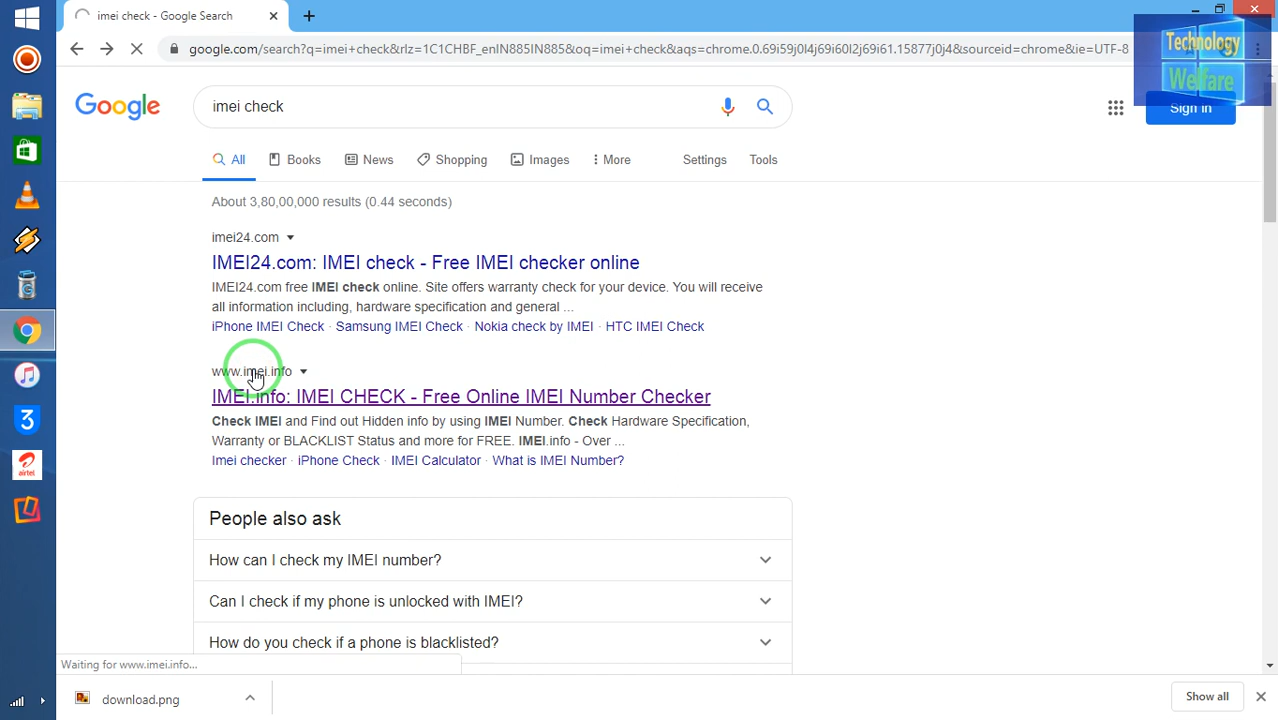 imei check - Google Search
google.com/search?q=imei+check&rlz=1C1CHBF_enIN885IN885&oq=imei+check&aqs=chrome.0.69i59j0l4j69i60l2j69i61.15877j0j4&sourceid=chrome&ie=UTF-8
Technology
Welfare
Google
imei check
Sign in
All
Books
News
Shopping
Images
More
Settings
Tools
About 3,80,00,000 results (0.44 seconds)
imei24.com
IMEI24.com: IMEI check - Free IMEI checker online
IMEI24.com free IMEI check online. Site offers warranty check for your device. You will receive
all information including, hardware specification and general ...
iPhone IMEI Check · Samsung IMEI Check · Nokia check by IMEI · HTC IMEI Check
www.imei.info
IMEI.info: IMEI CHECK - Free Online IMEI Number Checker
Check IMEI and Find out Hidden info by using IMEI Number. Check Hardware Specification,
Warranty or BLACKLIST Status and more for FREE. IMEI.info - Over ...
Imei checker · iPhone Check · IMEI Calculator · What is IMEI Number?
People also ask
How can I check my IMEI number?
Can I check if my phone is unlocked with IMEI?
How do you check if a phone is blacklisted?
Waiting for www.imei.info...
download.png
Show all
3
airtel